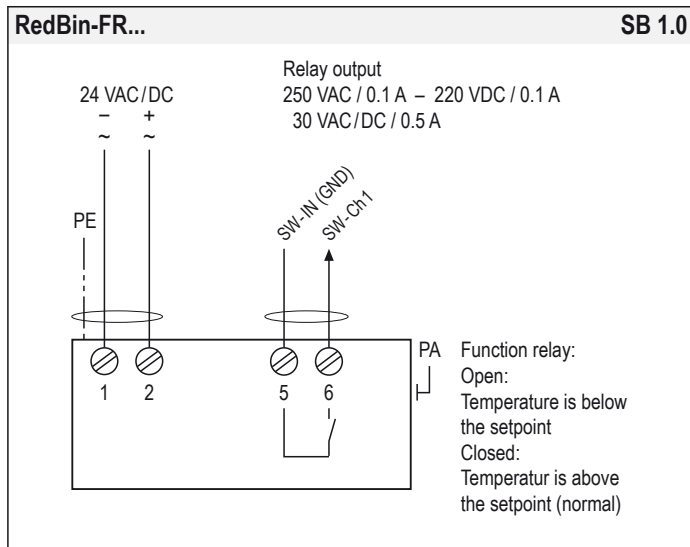 RedBin-FR... SB 1.0
24 VAC/DC
– +
~ ~
Relay output
250 VAC / 0.1 A – 220 VDC / 0.1 A
30 VAC/DC / 0.5 A
PE
SW-IN (GND)
SW-Ch1
1 2 5 6
PA
Function relay:
Open:
Temperature is below
the setpoint
Closed:
Temperatur is above
the setpoint (normal)